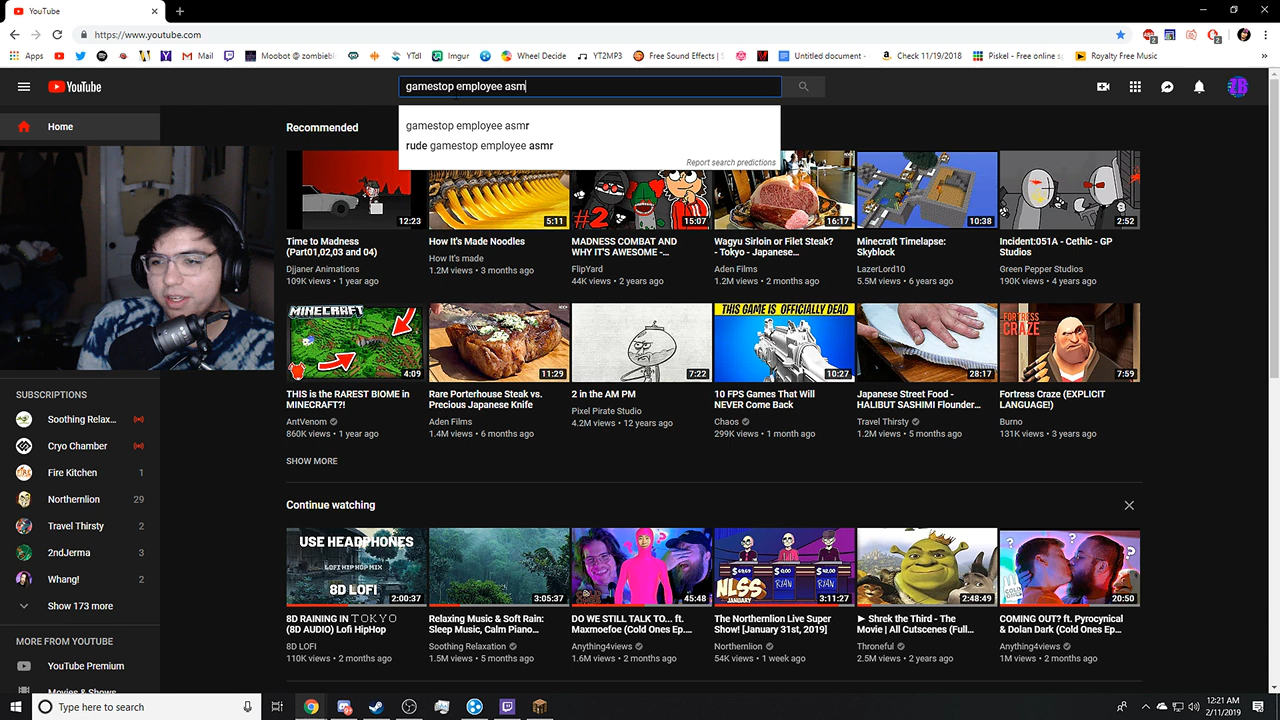 YouTube
https://www.youtube.com
Apps
Mail
Moobot @ zombiebl
YTdl
Imgur
Wheel Decide
YT2MP3
Free Sound Effects |
Untitled document -
Check 11/19/2018
Piskel - Free online s
Royalty Free Music
YouTube
gamestop employee asm
gamestop employee asmr
rude gamestop employee asmr
Report search predictions
ZB
Home
Recommended
12:23
5:11
#2
15:07
16:17
10:38
2:52
Time to Madness
(Part01,02,03 and 04)
Djjaner Animations
109K views • 1 year ago
How It's Made Noodles
How It's made
1.2M views • 3 months ago
MADNESS COMBAT AND
WHY IT'S AWESOME -...
FlipYard
44K views • 2 years ago
Wagyu Sirloin or Filet Steak?
- Tokyo - Japanese...
Aden Films
1.2M views • 2 months ago
Minecraft Timelapse:
Skyblock
LazerLord10
5.5M views • 6 years ago
Incident:051A - Cethic - GP
Studios
Green Pepper Studios
190K views • 4 years ago
MINECRAFT
4:09
11:29
7:22
THIS GAME IS OFFICIALLY DEAD
10:27
28:17
FORTRESS
CRAZE
7:59
THIS is the RAREST BIOME in
MINECRAFT?!
AntVenom
860K views • 1 year ago
Rare Porterhouse Steak vs.
Precious Japanese Knife
Aden Films
1.4M views • 6 months ago
2 in the AM PM
Pixel Pirate Studio
4.2M views • 12 years ago
10 FPS Games That Will
NEVER Come Back
Chaos
299K views • 1 month ago
Japanese Street Food -
HALIBUT SASHIMI Flounder...
Travel Thirsty
1.2M views • 5 months ago
Fortress Craze (EXPLICIT
LANGUAGE!)
Burno
131K views • 3 years ago
SHOW MORE
SUBSCRIPTIONS
Soothing Relax...
Cryo Chamber
Fire Kitchen 1
Northernlion 29
Travel Thirsty 2
2ndJerma 3
Whang! 2
Show 173 more
MORE FROM YOUTUBE
YouTube Premium
Movies & Shows
Continue watching
USE HEADPHONES
LOFI HIP HOP MIX
8D LOFI
2:00:37
3:05:37
45:48
$69,69
$0.00
42.00
RIAN
RIAN
NLSS
JANUARY
3:11:27
2:48:49
20:50
8D RAINING IN TOKYO
(8D AUDIO) Lofi HipHop
8D LOFI
110K views • 2 months ago
Relaxing Music & Soft Rain:
Sleep Music, Calm Piano...
Soothing Relaxation
1.5M views • 5 months ago
DO WE STILL TALK TO... ft.
Maxmoefoe (Cold Ones Ep....
Anything4views
1.6M views • 2 months ago
The Northernlion Live Super
Show! [January 31st, 2019]
Northernlion
54K views • 1 week ago
► Shrek the Third - The
Movie | All Cutscenes (Full...
Throneful
2.5M views • 2 years ago
COMING OUT? ft. Pyrocynical
& Dolan Dark (Cold Ones Ep....
Anything4views
1M views • 2 months ago
Type here to search
12:21 AM
2/11/2019